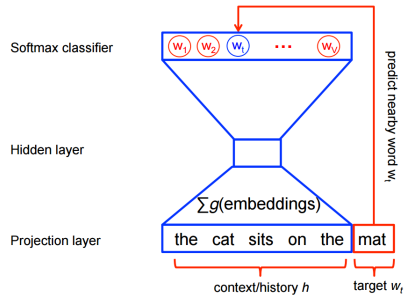 Softmax classifier
w1 w2 wt ... wV
predict nearby word wt
Hidden layer
∑g(embeddings)
Projection layer
the cat sits on the mat
context/history h
target wt